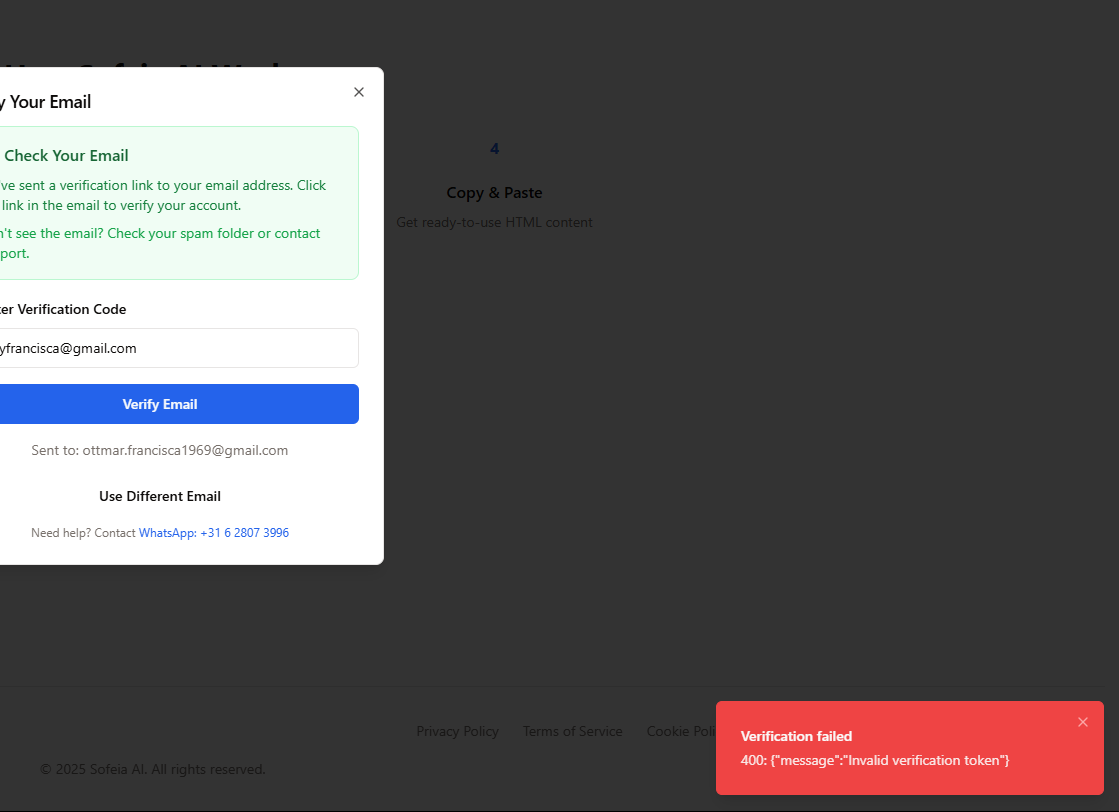 y Your Email
Check Your Email
've sent a verification link to your email address. Click
link in the email to verify your account.
n't see the email? Check your spam folder or contact
port.
ter Verification Code
yfrancisca@gmail.com
Verify Email
Sent to: ottmar.francisca1969@gmail.com
Use Different Email
Need help? Contact WhatsApp: +31 6 2807 3996
4
Copy & Paste
Get ready-to-use HTML content
Privacy Policy Terms of Service Cookie Poli
© 2025 Sofeia AI. All rights reserved.
Verification failed
400: {"message":"Invalid verification token"}